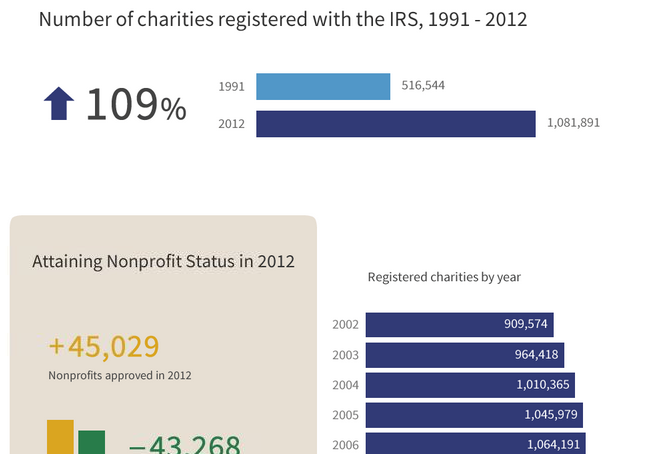 Number of charities registered with the IRS, 1991 - 2012
109%
1991 516,544
2012 1,081,891
Attaining Nonprofit Status in 2012
+45,029
Nonprofits approved in 2012
−43,268
Registered charities by year
2002 909,574
2003 964,418
2004 1,010,365
2005 1,045,979
2006 1,064,191